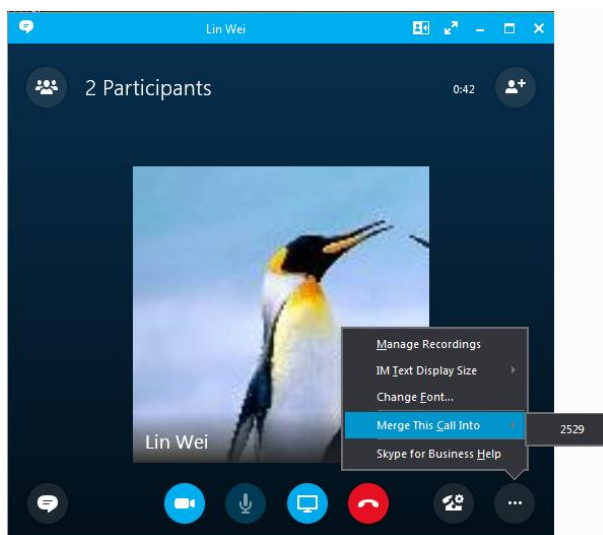 Lin Wei
2 Participants
0:42
Manage Recordings
IM Text Display Size
Change Font...
Merge This Call Into
2529
Skype for Business Help
Lin Wei